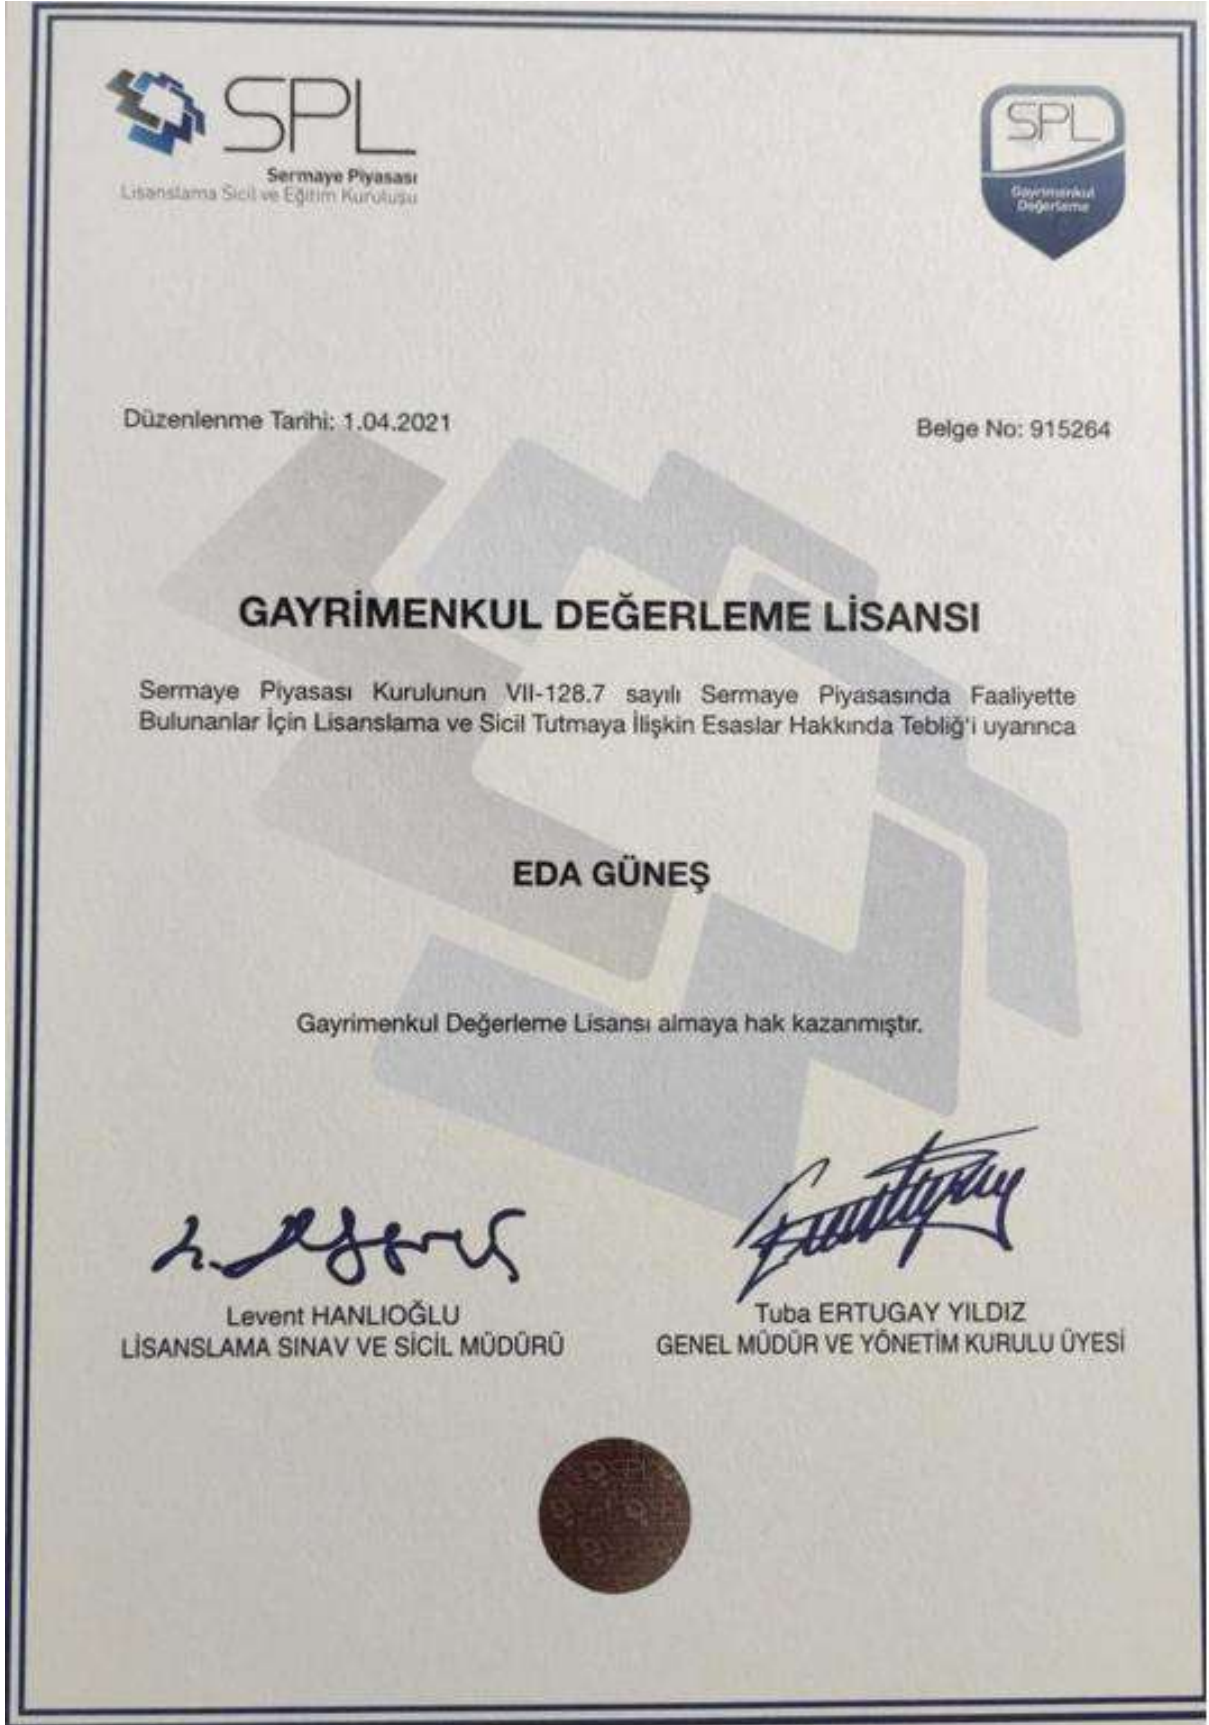 SPL
Sermaye Piyasası
Lisanslama Sicil ve Eğitim Kuruluşu
SPL
Gayrimenkul
Değerleme
Düzenlenme Tarihi: 1.04.2021
Belge No: 915264
GAYRİMENKUL DEĞERLEME LİSANSI
Sermaye Piyasası Kurulunun VII-128.7 sayılı Sermaye Piyasasında Faaliyette
Bulunanlar İçin Lisanslama ve Sicil Tutmaya İlişkin Esaslar Hakkında Tebliğ'i uyarınca
EDA GÜNEŞ
Gayrimenkul Değerleme Lisansı almaya hak kazanmıştır.
Levent HANLIOĞLU
LİSANSLAMA SINAV VE SİCİL MÜDÜRÜ
Tuba ERTUGAY YILDIZ
GENEL MÜDÜR VE YÖNETİM KURULU ÜYESİ